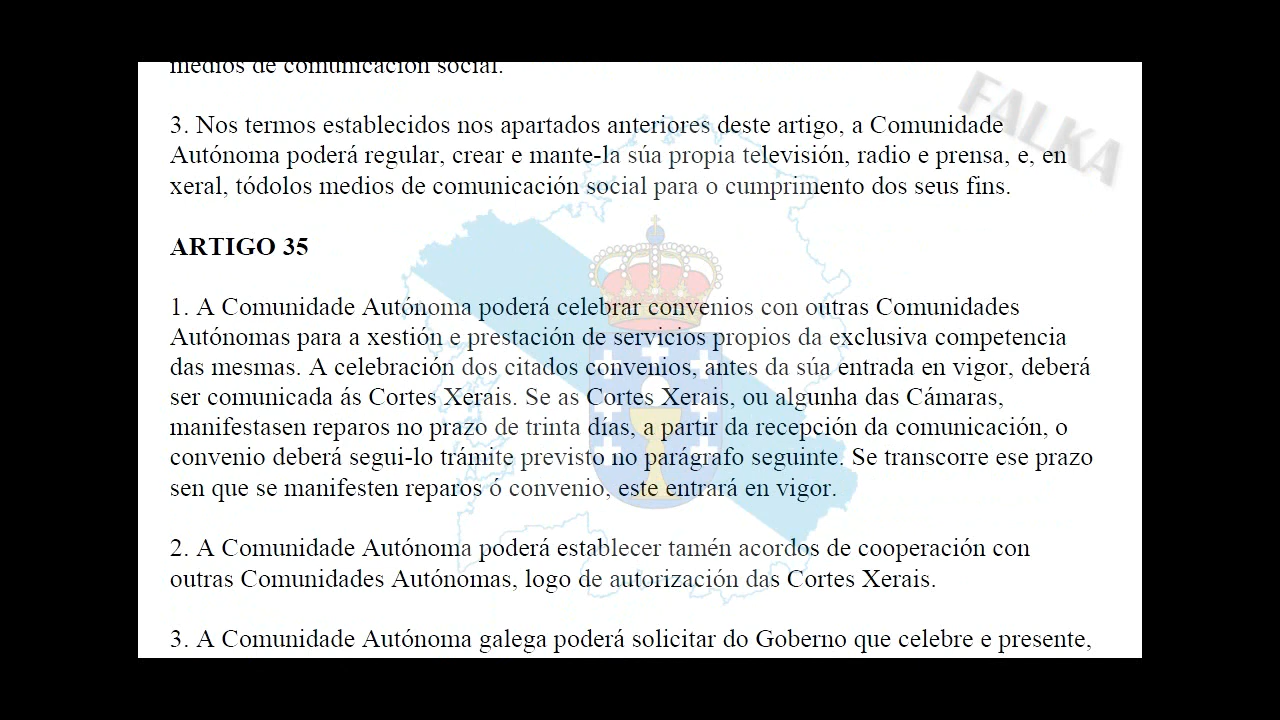 medios de comunicación social.
FALKA
3. Nos termos establecidos nos apartados anteriores deste artigo, a Comunidade
Autónoma poderá regular, crear e mante-la súa propia televisión, radio e prensa, e, en
xeral, tódolos medios de comunicación social para o cumprimento dos seus fins.
ARTIGO 35
1. A Comunidade Autónoma poderá celebrar convenios con outras Comunidades
Autónomas para a xestión e prestación de servicios propios da exclusiva competencia
das mesmas. A celebración dos citados convenios, antes da súa entrada en vigor, deberá
ser comunicada ás Cortes Xerais. Se as Cortes Xerais, ou algunha das Cámaras,
manifestasen reparos no prazo de trinta días, a partir da recepción da comunicación, o
convenio deberá segui-lo trámite previsto no parágrafo seguinte. Se transcorre ese prazo
sen que se manifesten reparos ó convenio, este entrará en vigor.
2. A Comunidade Autónoma poderá establecer tamén acordos de cooperación con
outras Comunidades Autónomas, logo de autorización das Cortes Xerais.
3. A Comunidade Autónoma galega poderá solicitar do Goberno que celebre e presente,